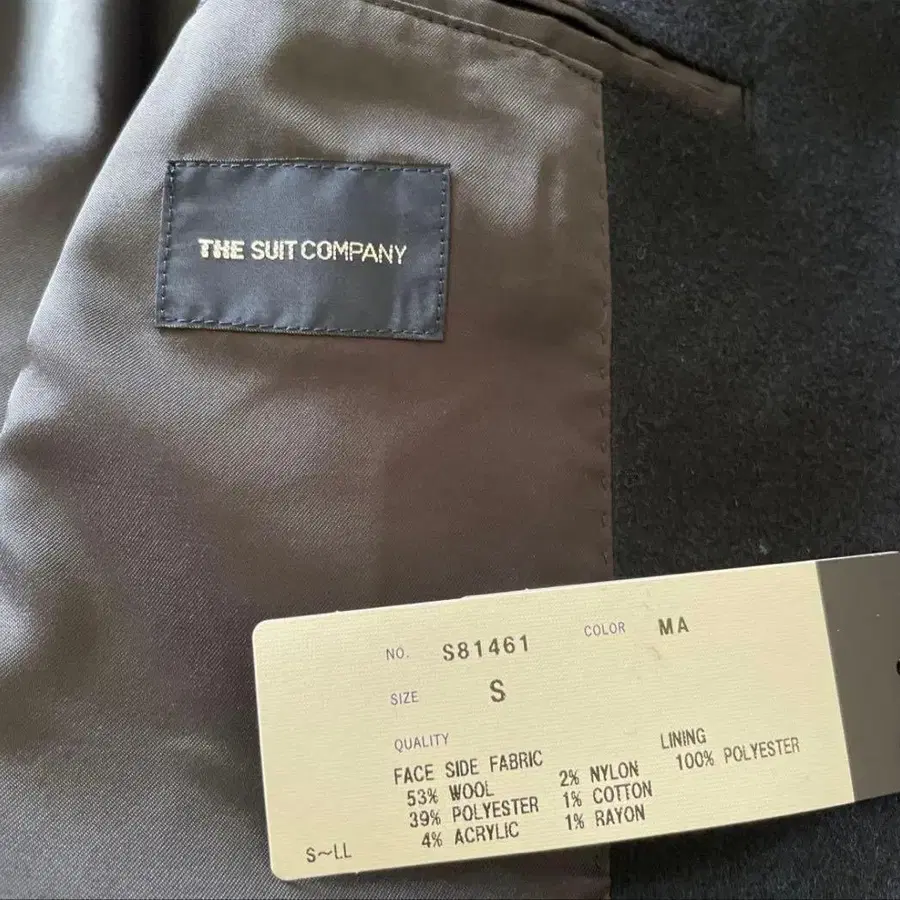 THE SUIT COMPANY
NO. S81461 COLOR MA
SIZE S
QUALITY
FACE SIDE FABRIC
53% WOOL
39% POLYESTER
4% ACRYLIC
2% NYLON
1% COTTON
1% RAYON
LINING
100% POLYESTER
S~LL